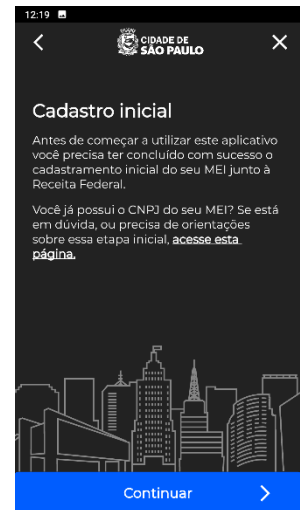 12:19
CIDADE DE
SÃO PAULO
Cadastro inicial
Antes de começar a utilizar este aplicativo
você precisa ter concluído com sucesso o
cadastramento inicial do seu MEI junto à
Receita Federal.
Você já possui o CNPJ do seu MEI? Se está
em dúvida, ou precisa de orientações
sobre essa etapa inicial, acesse esta
página.
Continuar